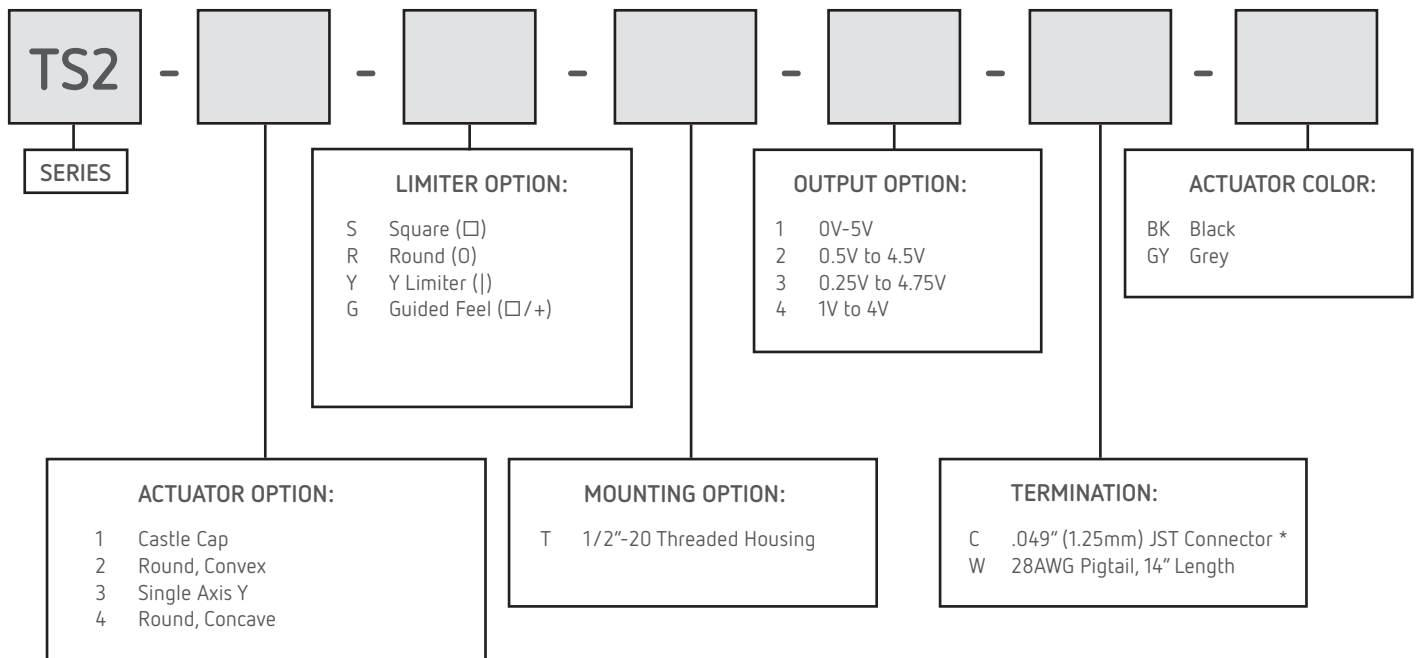 TS2 - - - - - -
SERIES
LIMITER OPTION:
S Square (□)
R Round (O)
Y Y Limiter (|)
G Guided Feel (□/+)
OUTPUT OPTION:
1 0V-5V
2 0.5V to 4.5V
3 0.25V to 4.75V
4 1V to 4V
ACTUATOR COLOR:
BK Black
GY Grey
ACTUATOR OPTION:
1 Castle Cap
2 Round, Convex
3 Single Axis Y
4 Round, Concave
MOUNTING OPTION:
T 1/2"-20 Threaded Housing
TERMINATION:
C .049" (1.25mm) JST Connector *
W 28AWG Pigtail, 14" Length